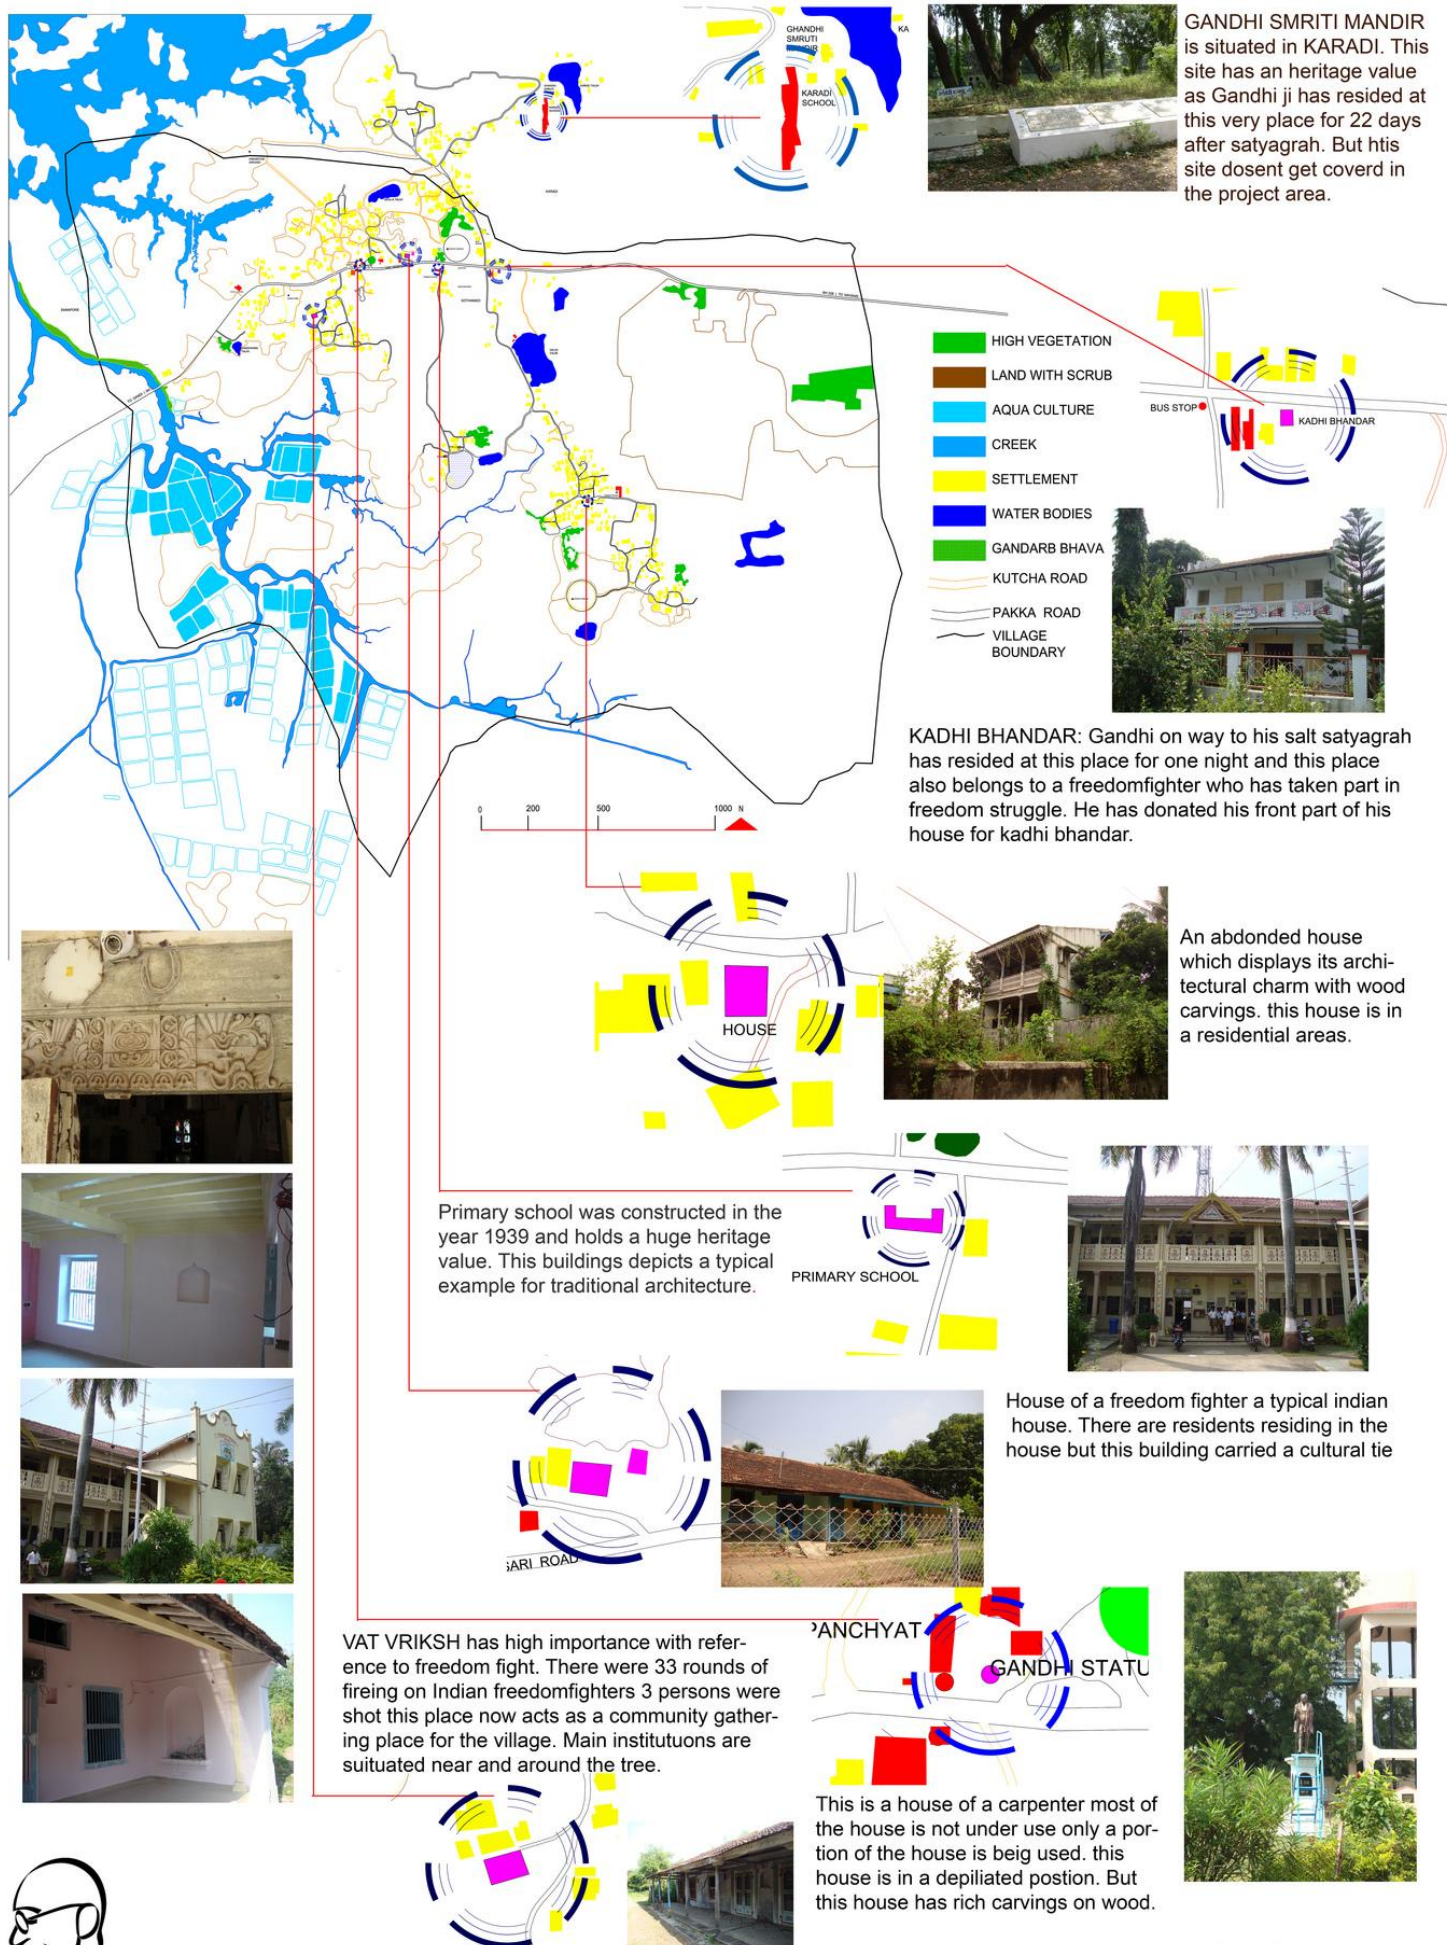 GHANDHI
SMRUTI
KA
KARADI
SCHOOL
GANDHI SMRITI MANDIR
is situated in KARADI. This
site has an heritage value
as Gandhi ji has resided at
this very place for 22 days
after satyagrah. But htis
site dosent get coverd in
the project area.
HIGH VEGETATION
LAND WITH SCRUB
AQUA CULTURE
CREEK
SETTLEMENT
WATER BODIES
GANDARB BHAVA
KUTCHA ROAD
PAKKA ROAD
VILLAGE
BOUNDARY
BUS STOP
KADHI BHANDAR
KADHI BHANDAR: Gandhi on way to his salt satyagrah
has resided at this place for one night and this place
also belongs to a freedomfighter who has taken part in
freedom struggle. He has donated his front part of his
house for kadhi bhandar.
0 200 500 1000 N
HOUSE
An abdonded house
which displays its archi-
tectural charm with wood
carvings. this house is in
a residential areas.
Primary school was constructed in the
year 1939 and holds a huge heritage
value. This buildings depicts a typical
example for traditional architecture.
PRIMARY SCHOOL
House of a freedom fighter a typical indian
house. There are residents residing in the
house but this building carried a cultural tie
SARI ROAD
VAT VRIKSH has high importance with refer-
ence to freedom fight. There were 33 rounds of
fireing on Indian freedomfighters 3 persons were
shot this place now acts as a community gather-
ing place for the village. Main institutuons are
suituated near and around the tree.
PANCHYAT
GANDHI STATU
This is a house of a carpenter most of
the house is not under use only a por-
tion of the house is beig used. this
house is in a depiliated postion. But
this house has rich carvings on wood.